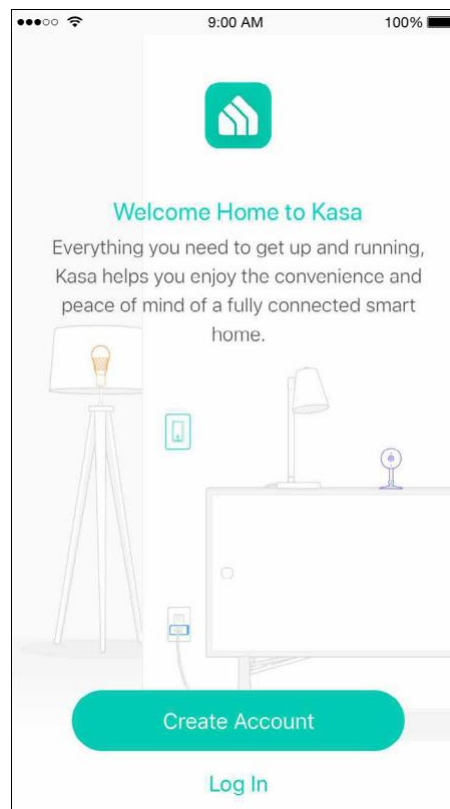 9:00 AM
100%
Welcome Home to Kasa
Everything you need to get up and running,
Kasa helps you enjoy the convenience and
peace of mind of a fully connected smart
home.
Create Account
Log In